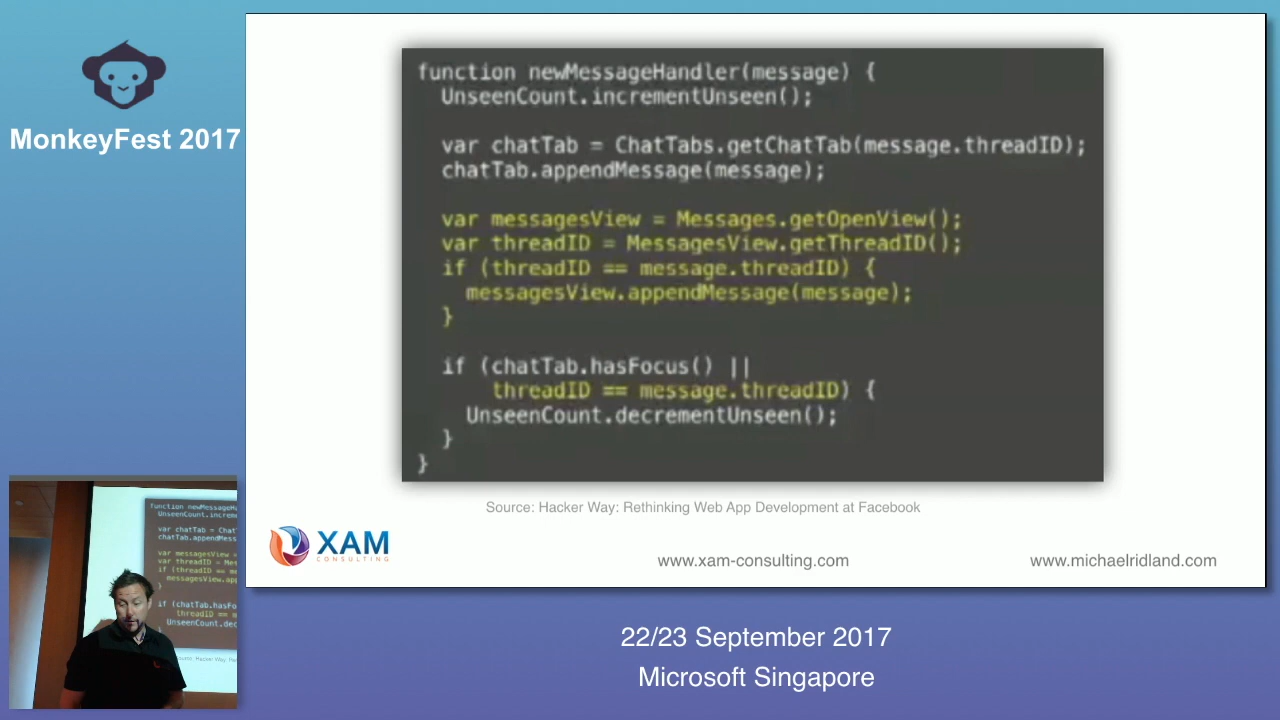 MonkeyFest 2017
function newMessageHandler(message) {
UnseenCount.incrementUnseen();
var chatTab = ChatTabs.getChatTab(message.threadID);
chatTab.appendMessage(message);
var messagesView = Messages.getOpenView();
var threadID = MessagesView.getThreadID();
if (threadID == message.threadID) {
messagesView.appendMessage(message);
}
if (chatTab.hasFocus() ||
threadID == message.threadID) {
UnseenCount.decrementUnseen();
}
}
Source: Hacker Way: Rethinking Web App Development at Facebook
XAM
CONSULTING
www.xam-consulting.com
www.michaelridland.com
22/23 September 2017
Microsoft Singapore